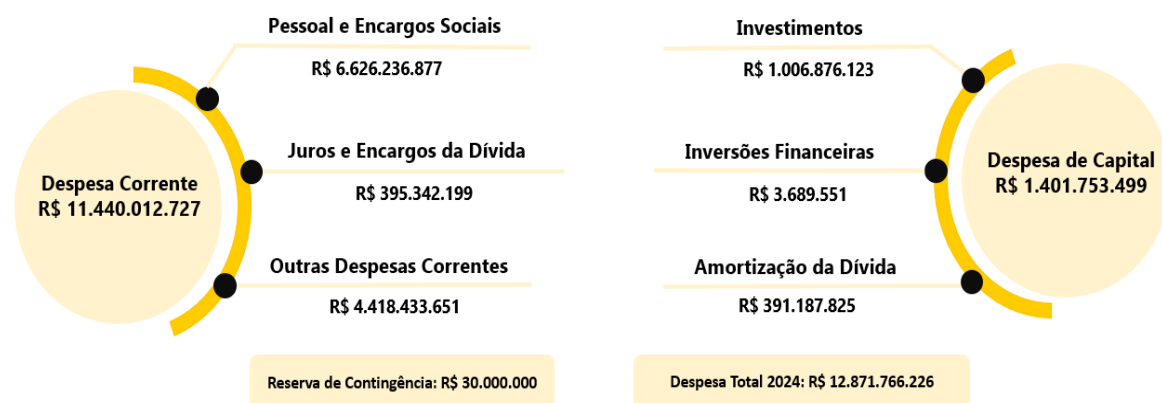 Pessoal e Encargos Sociais
R$ 6.626.236.877
Juros e Encargos da Dívida
R$ 395.342.199
Outras Despesas Correntes
R$ 4.418.433.651
Despesa Corrente
R$ 11.440.012.727
Investimentos
R$ 1.006.876.123
Inversões Financeiras
R$ 3.689.551
Amortização da Dívida
R$ 391.187.825
Despesa de Capital
R$ 1.401.753.499
Reserva de Contingência: R$ 30.000.000
Despesa Total 2024: R$ 12.871.766.226